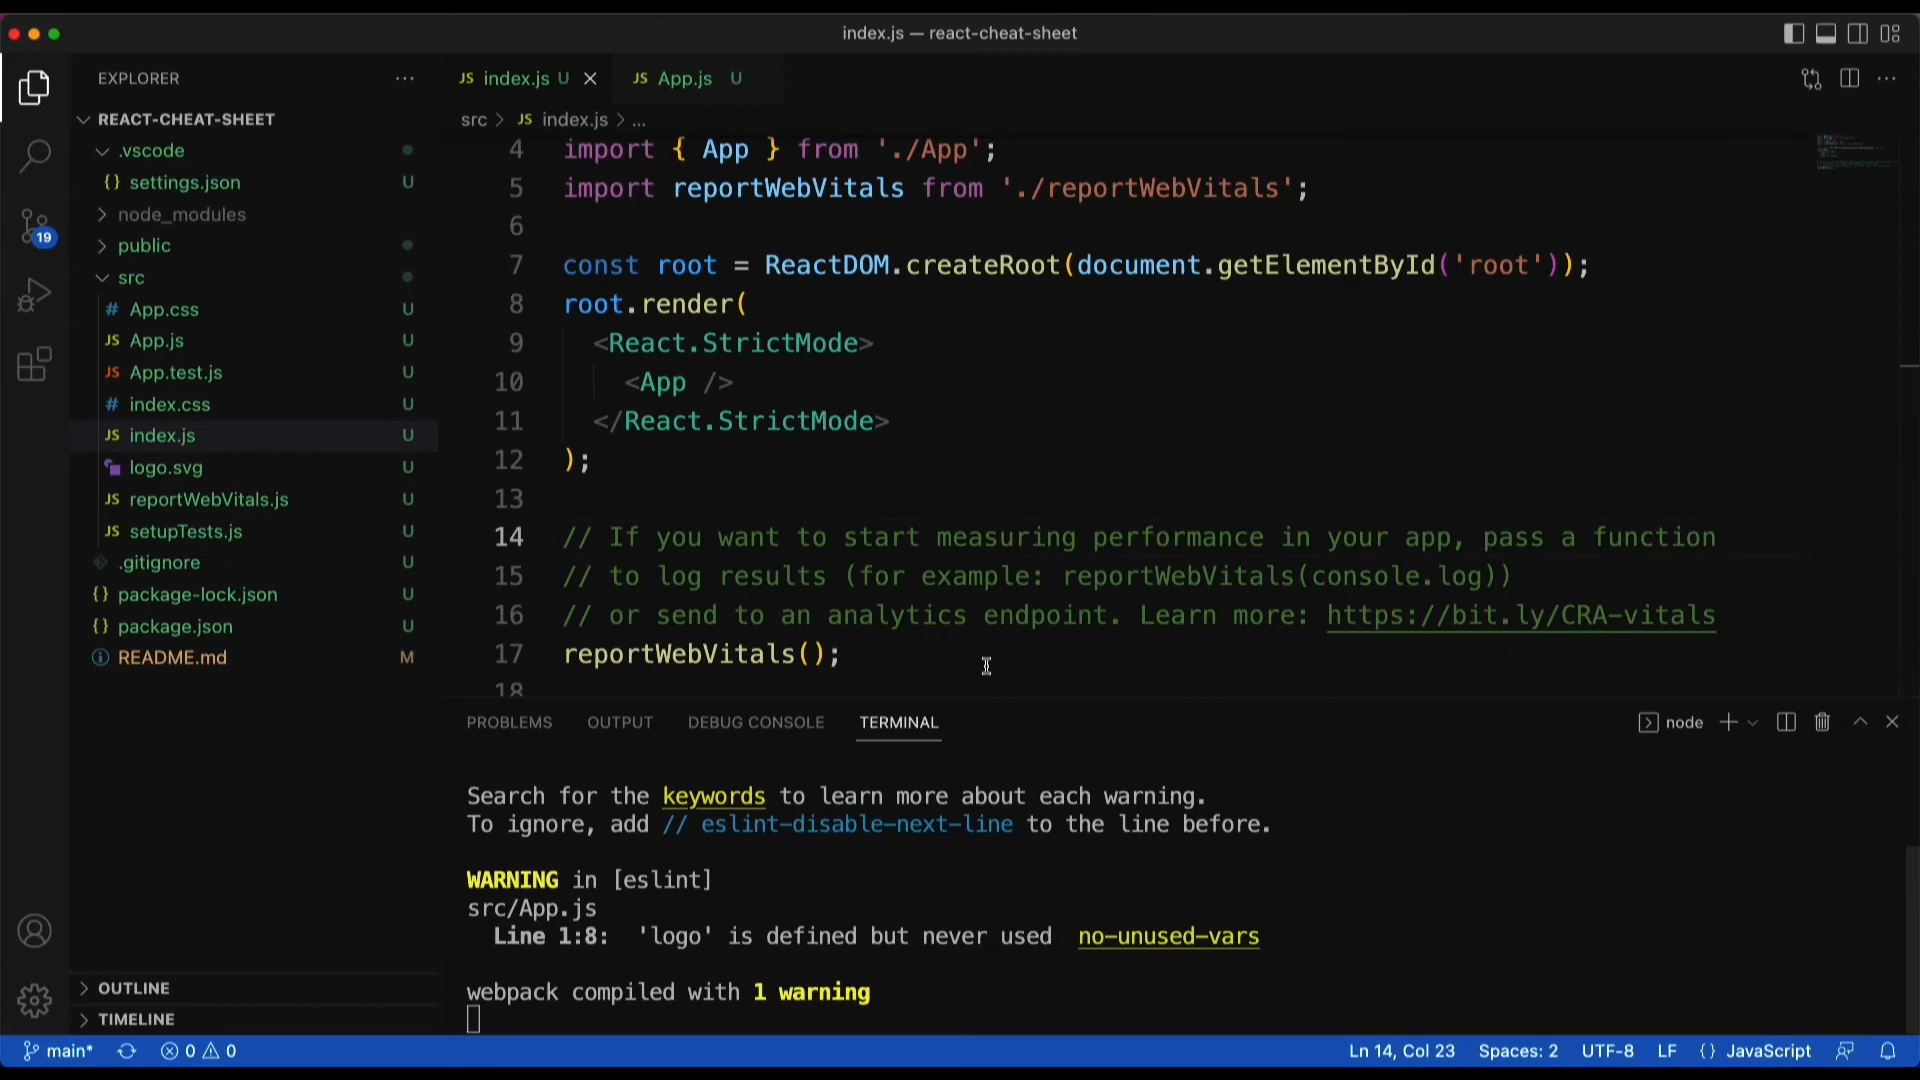 index.js — react-cheat-sheet
EXPLORER
JS index.js U
JS App.js U
REACT-CHEAT-SHEET
src > JS index.js > ...
.vscode
{} settings.json U
node_modules
public
src
# App.css U
JS App.js U
JS App.test.js U
# index.css U
JS index.js U
logo.svg U
JS reportWebVitals.js U
JS setupTests.js U
.gitignore U
{} package-lock.json U
{} package.json U
README.md M
19
OUTLINE
TIMELINE
4 import { App } from './App';
5 import reportWebVitals from './reportWebVitals';
6
7 const root = ReactDOM.createRoot(document.getElementById('root'));
8 root.render(
9 <React.StrictMode>
10 <App />
11 </React.StrictMode>
12 );
13
14 // If you want to start measuring performance in your app, pass a function
15 // to log results (for example: reportWebVitals(console.log))
16 // or send to an analytics endpoint. Learn more: https://bit.ly/CRA-vitals
17 reportWebVitals();
18
PROBLEMS OUTPUT DEBUG CONSOLE TERMINAL
node
Search for the keywords to learn more about each warning.
To ignore, add // eslint-disable-next-line to the line before.
WARNING in [eslint]
src/App.js
Line 1:8: 'logo' is defined but never used no-unused-vars
webpack compiled with 1 warning
main* 0 0
Ln 14, Col 23 Spaces: 2 UTF-8 LF {} JavaScript